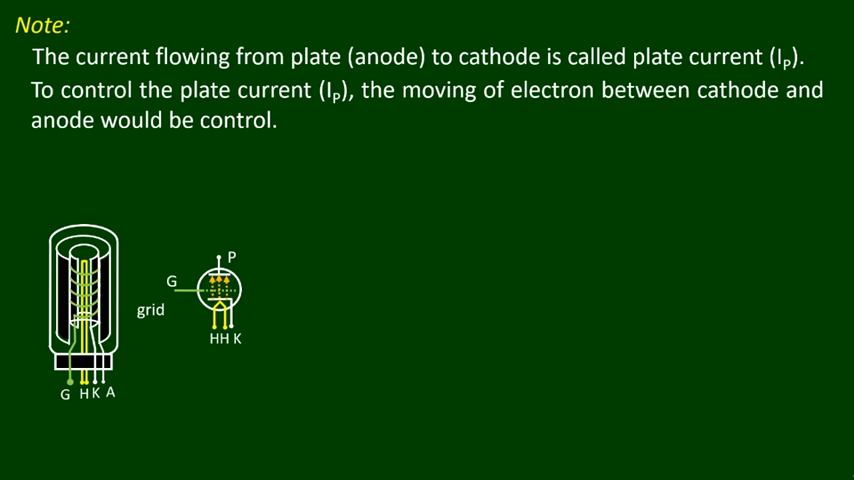 Note:
The current flowing from plate (anode) to cathode is called plate current (IP).
To control the plate current (IP), the moving of electron between cathode and
anode would be control.
P
G
grid
HH K
G H K A